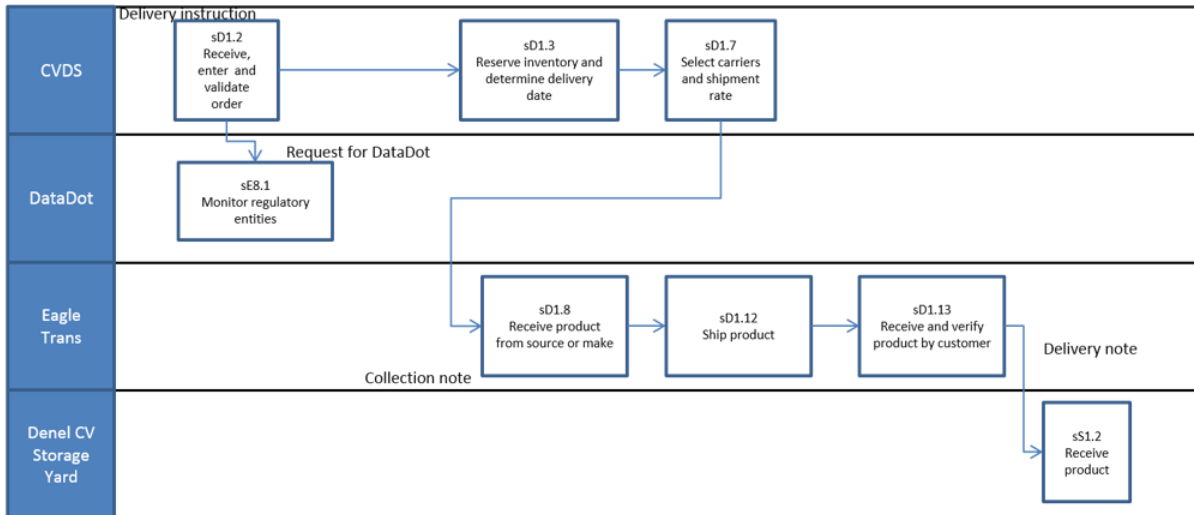 Delivery instruction
CVDS
sD1.2
Receive,
enter and
validate
order
sD1.3
Reserve inventory and
determine delivery
date
sD1.7
Select carriers
and shipment
rate
DataDot
Request for DataDot
sE8.1
Monitor regulatory
entities
Eagle
Trans
sD1.8
Receive product
from source or make
sD1.12
Ship product
sD1.13
Receive and verify
product by customer
Delivery note
Collection note
Denel CV
Storage
Yard
sS1.2
Receive
product